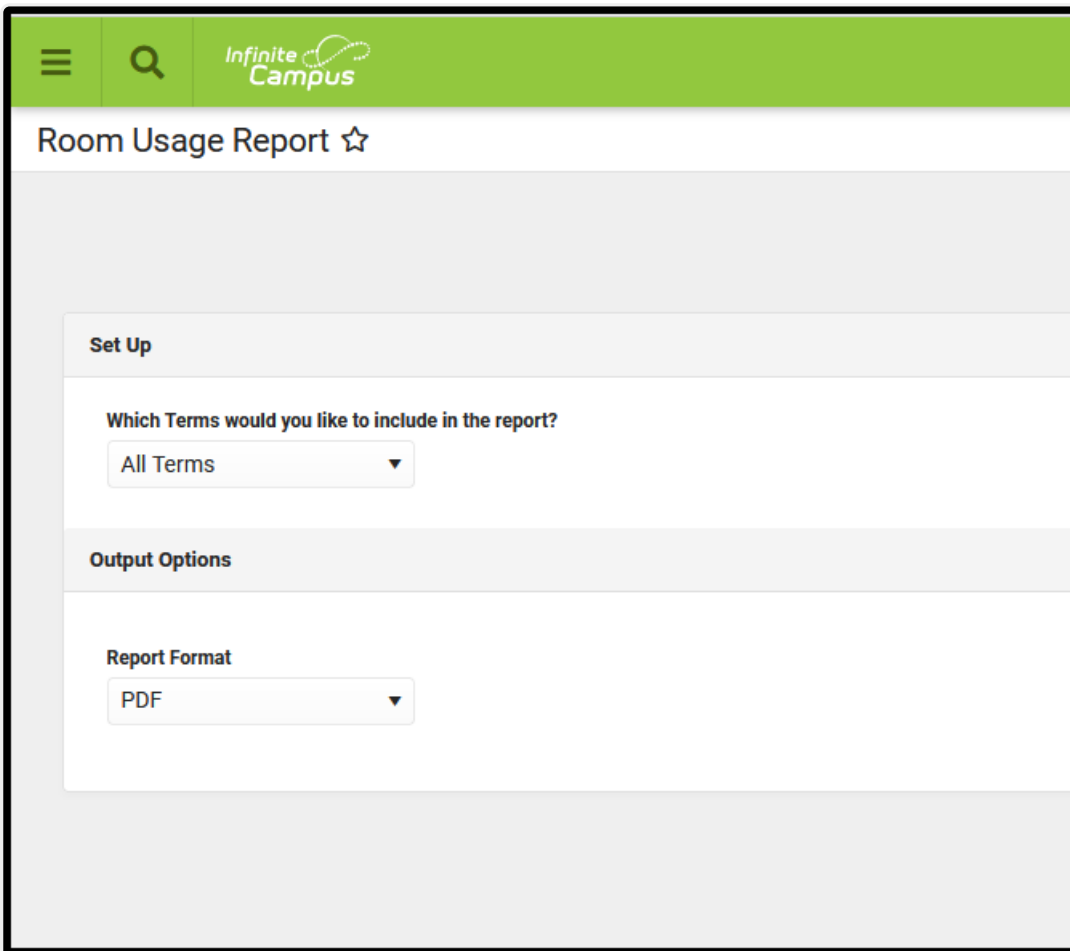 Infinite
Campus
Room Usage Report
Set Up
Which Terms would you like to include in the report?
All Terms
Output Options
Report Format
PDF